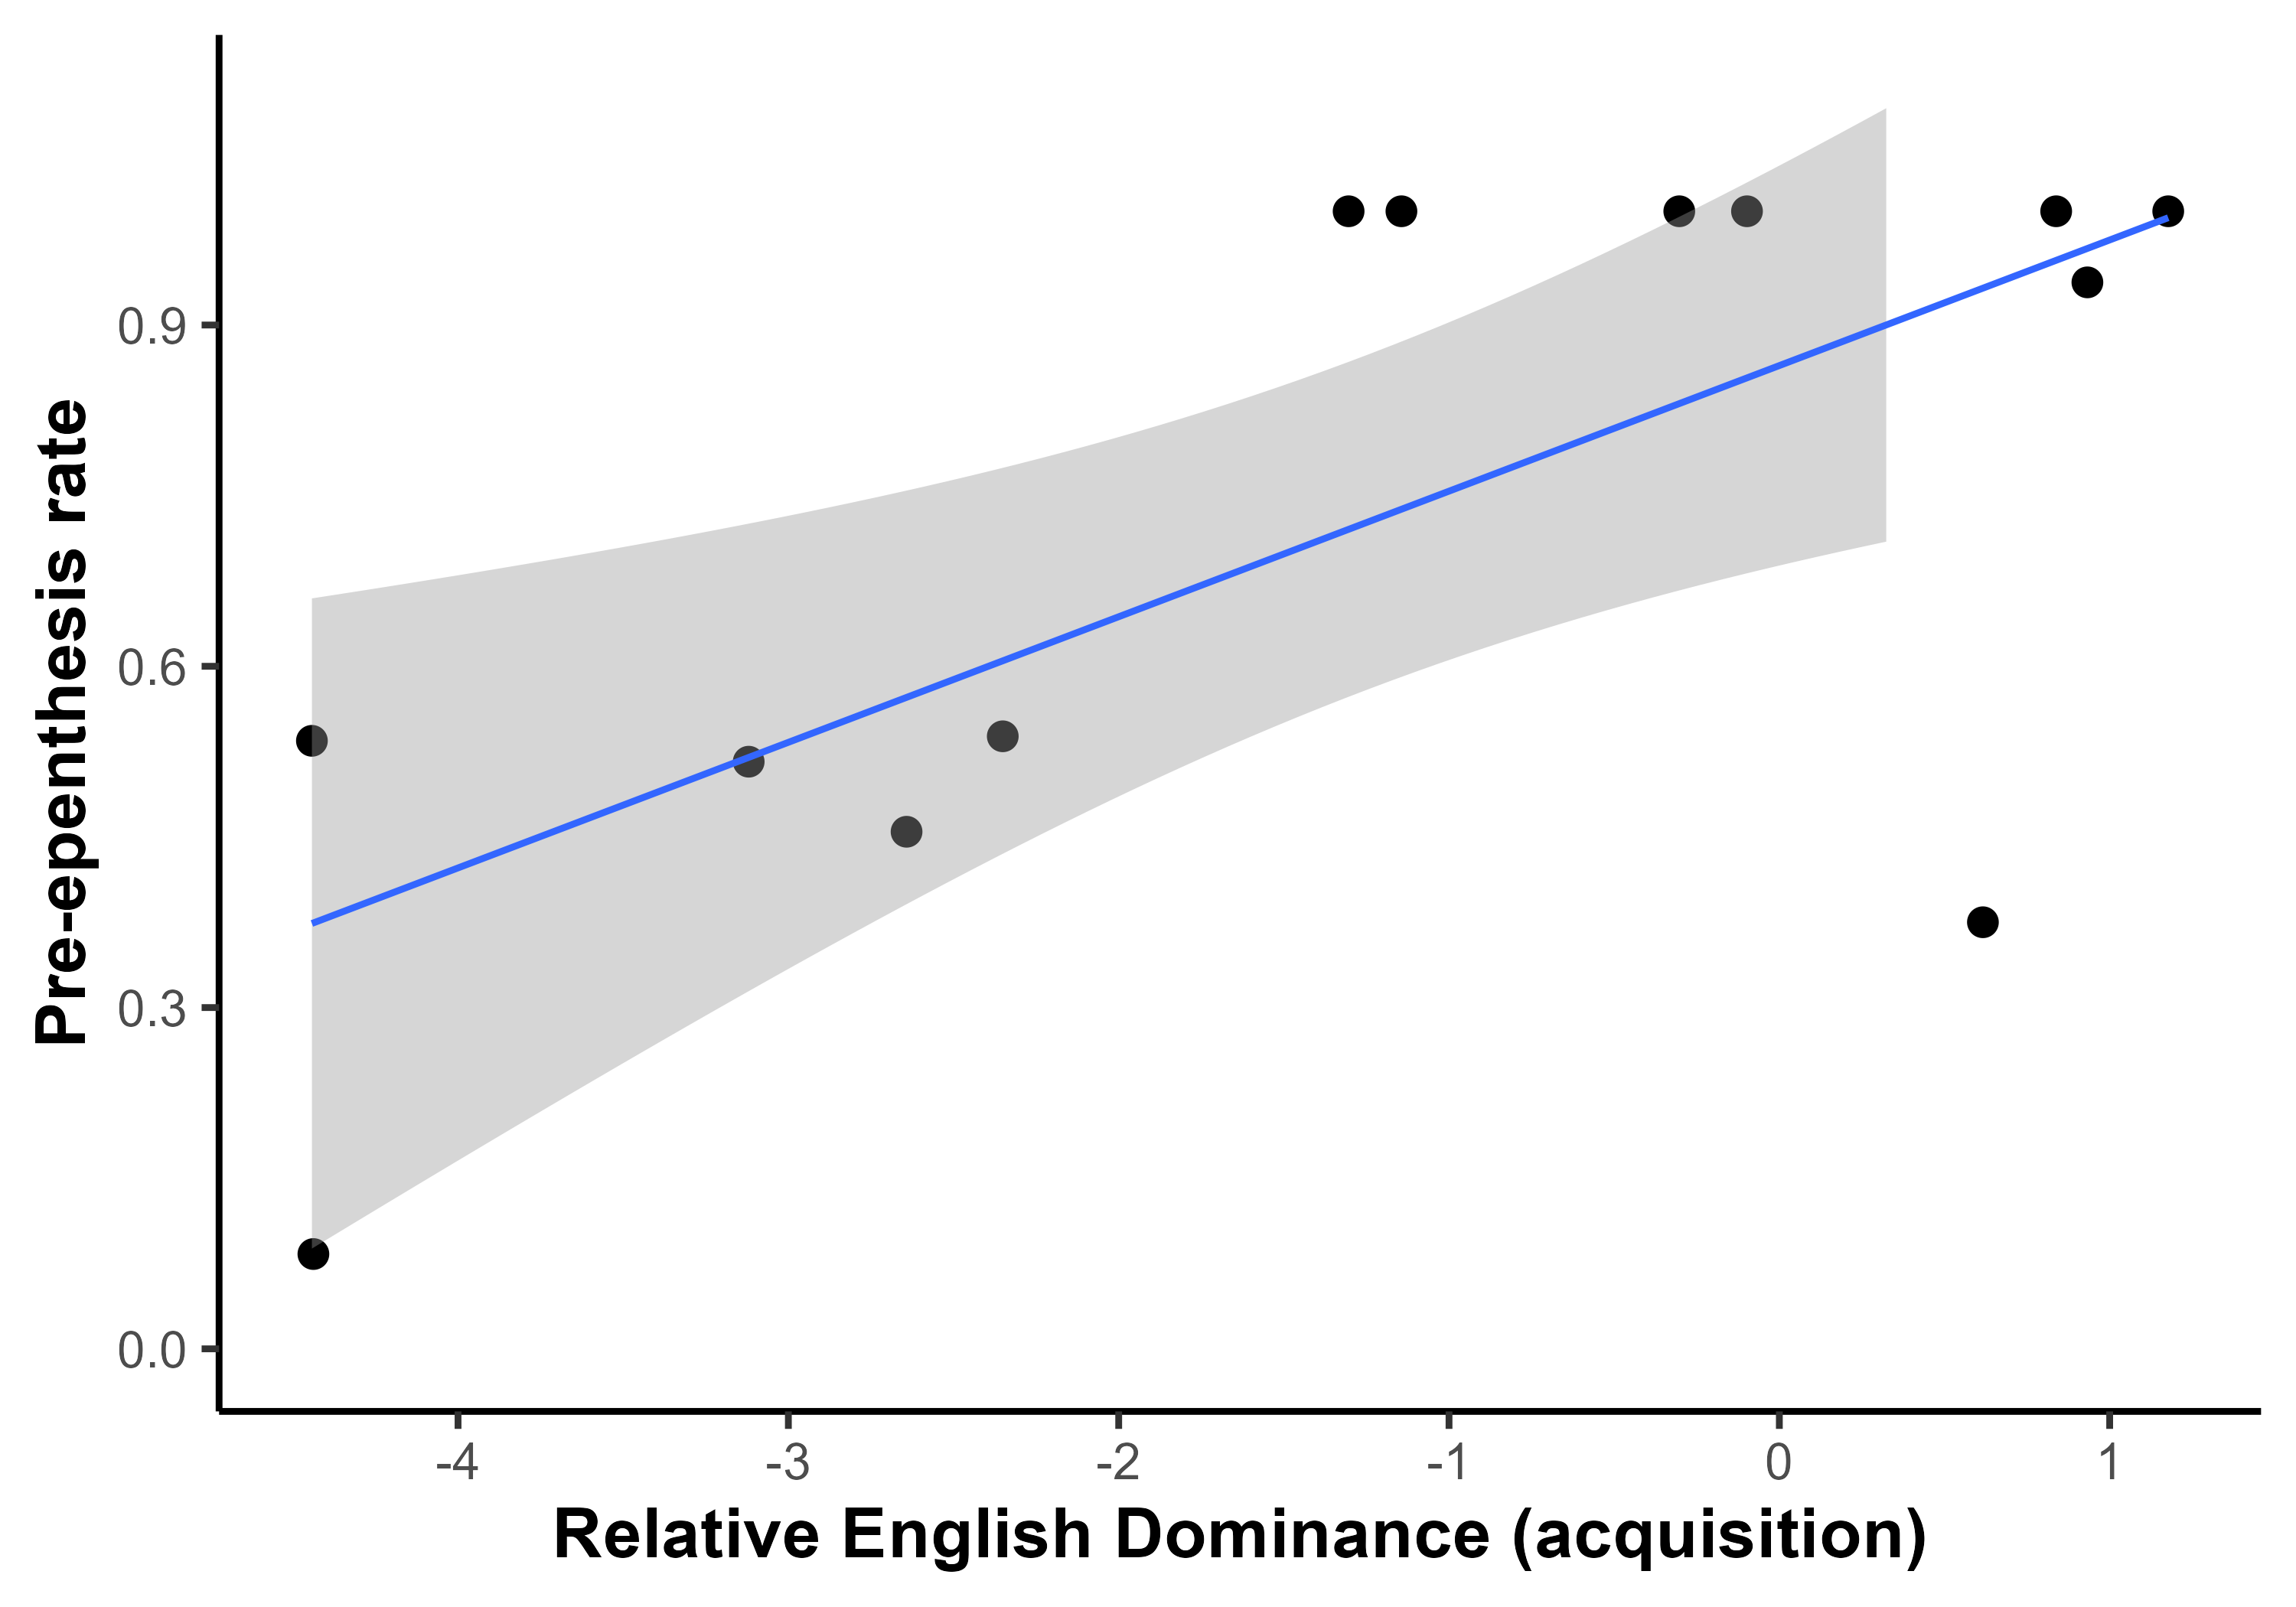 Pre-epenthesis rate
0.9
0.6
0.3
0.0
-4 -3 -2 -1 0 1
Relative English Dominance (acquisition)